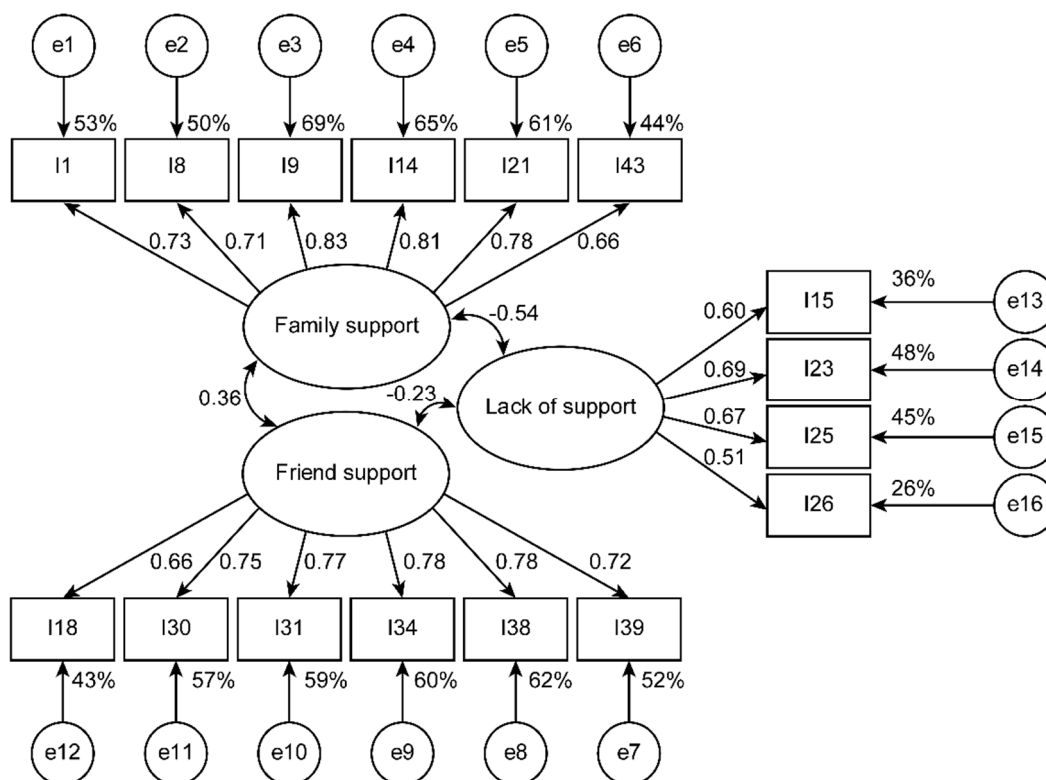 e1 e2 e3 e4 e5 e6
53% 50% 69% 65% 61% 44%
I1 I8 I9 I14 I21 I43
0.73 0.71 0.83 0.81 0.78 0.66
Family support
-0.54
0.36
-0.23
Lack of support
Friend support
0.60
I15
36%
e13
0.69
I23
48%
e14
0.67
I25
45%
e15
0.51
I26
26%
e16
0.66 0.75 0.77 0.78 0.78 0.72
I18 I30 I31 I34 I38 I39
43% 57% 59% 60% 62% 52%
e12 e11 e10 e9 e8 e7